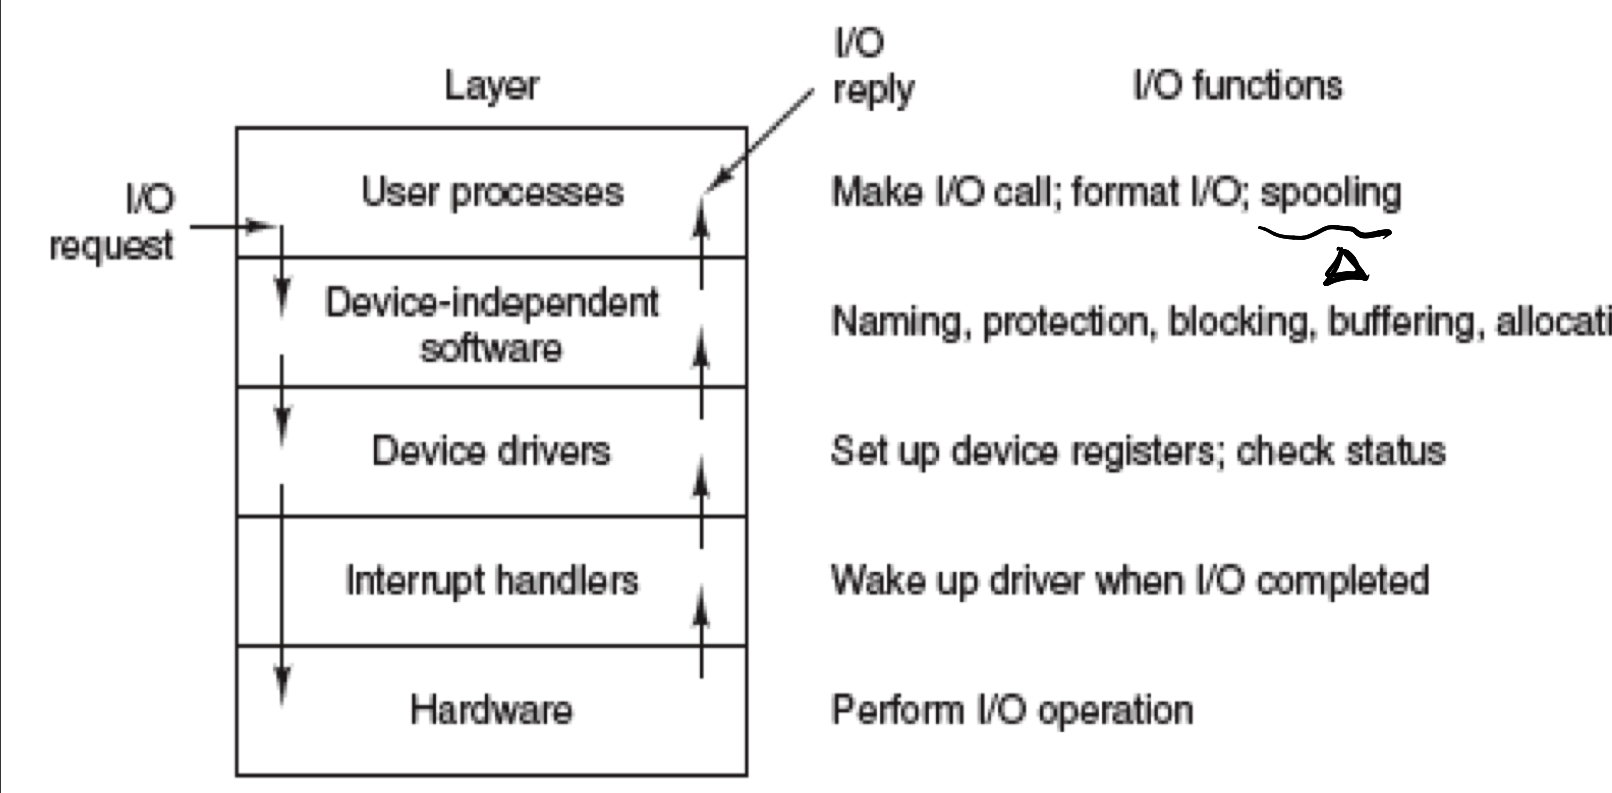 I/O
reply
Layer
I/O functions
I/O
request
User processes
Make I/O call; format I/O; spooling
Device-independent
software
Naming, protection, blocking, buffering, allocati
Device drivers
Set up device registers; check status
Interrupt handlers
Wake up driver when I/O completed
Hardware
Perform I/O operation